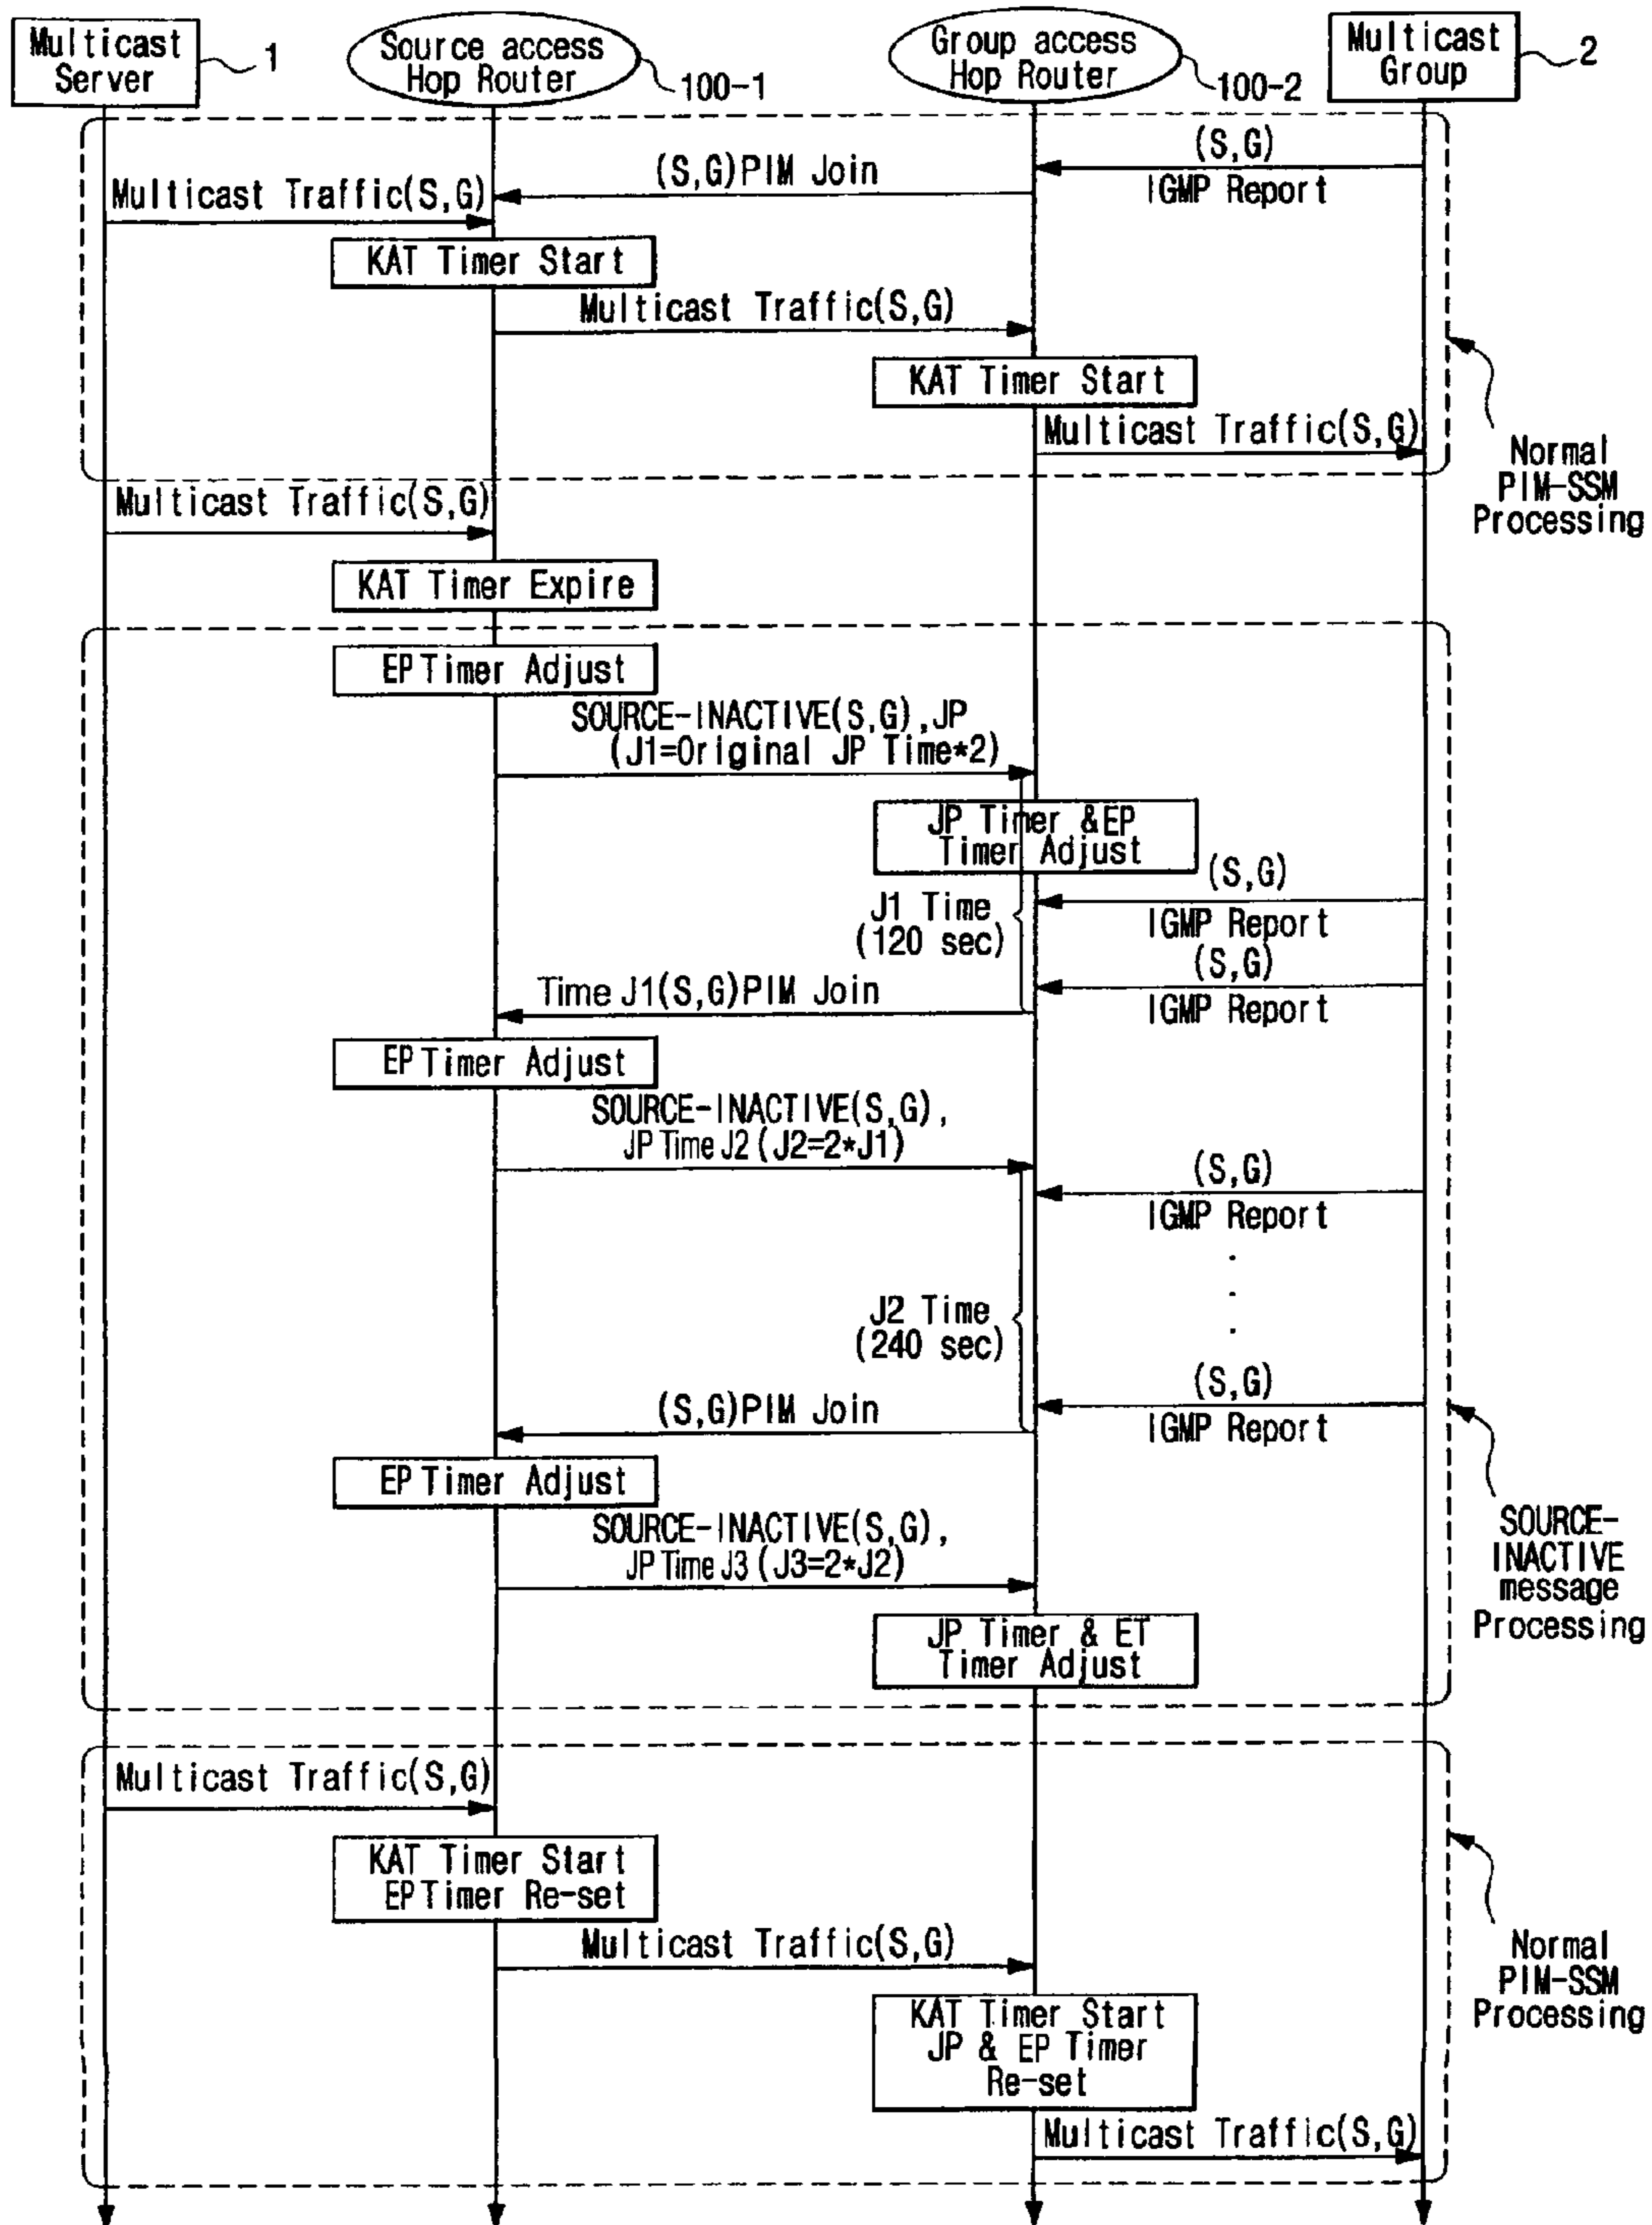 Multicast
Server
1
Source access
Hop Router
100-1
Group access
Hop Router
100-2
Multicast
Group
2
(S,G)
IGMP Report
(S,G)PIM Join
Multicast Traffic(S,G)
KAT Timer Start
Multicast Traffic(S,G)
KAT Timer Start
Multicast Traffic(S,G)
Normal
PIM-SSM
Processing
Multicast Traffic(S,G)
KAT Timer Expire
EP Timer Adjust
SOURCE-INACTIVE(S,G),JP
(J1=Original JP Time*2)
JP Timer &EP
Timer Adjust
(S,G)
IGMP Report
J1 Time
(120 sec)
(S,G)
IGMP Report
Time J1(S,G)PIM Join
EP Timer Adjust
SOURCE-INACTIVE(S,G),
JP Time J2 (J2=2*J1)
(S,G)
IGMP Report
.
.
.
J2 Time
(240 sec)
(S,G)
IGMP Report
(S,G)PIM Join
EP Timer Adjust
SOURCE-INACTIVE(S,G),
JP Time J3 (J3=2*J2)
JP Timer & ET
Timer Adjust
SOURCE-
INACTIVE
message
Processing
Multicast Traffic(S,G)
KAT Timer Start
EP Timer Re-set
Multicast Traffic(S,G)
KAT Timer Start
JP & EP Timer
Re-set
Multicast Traffic(S,G)
Normal
PIM-SSM
Processing